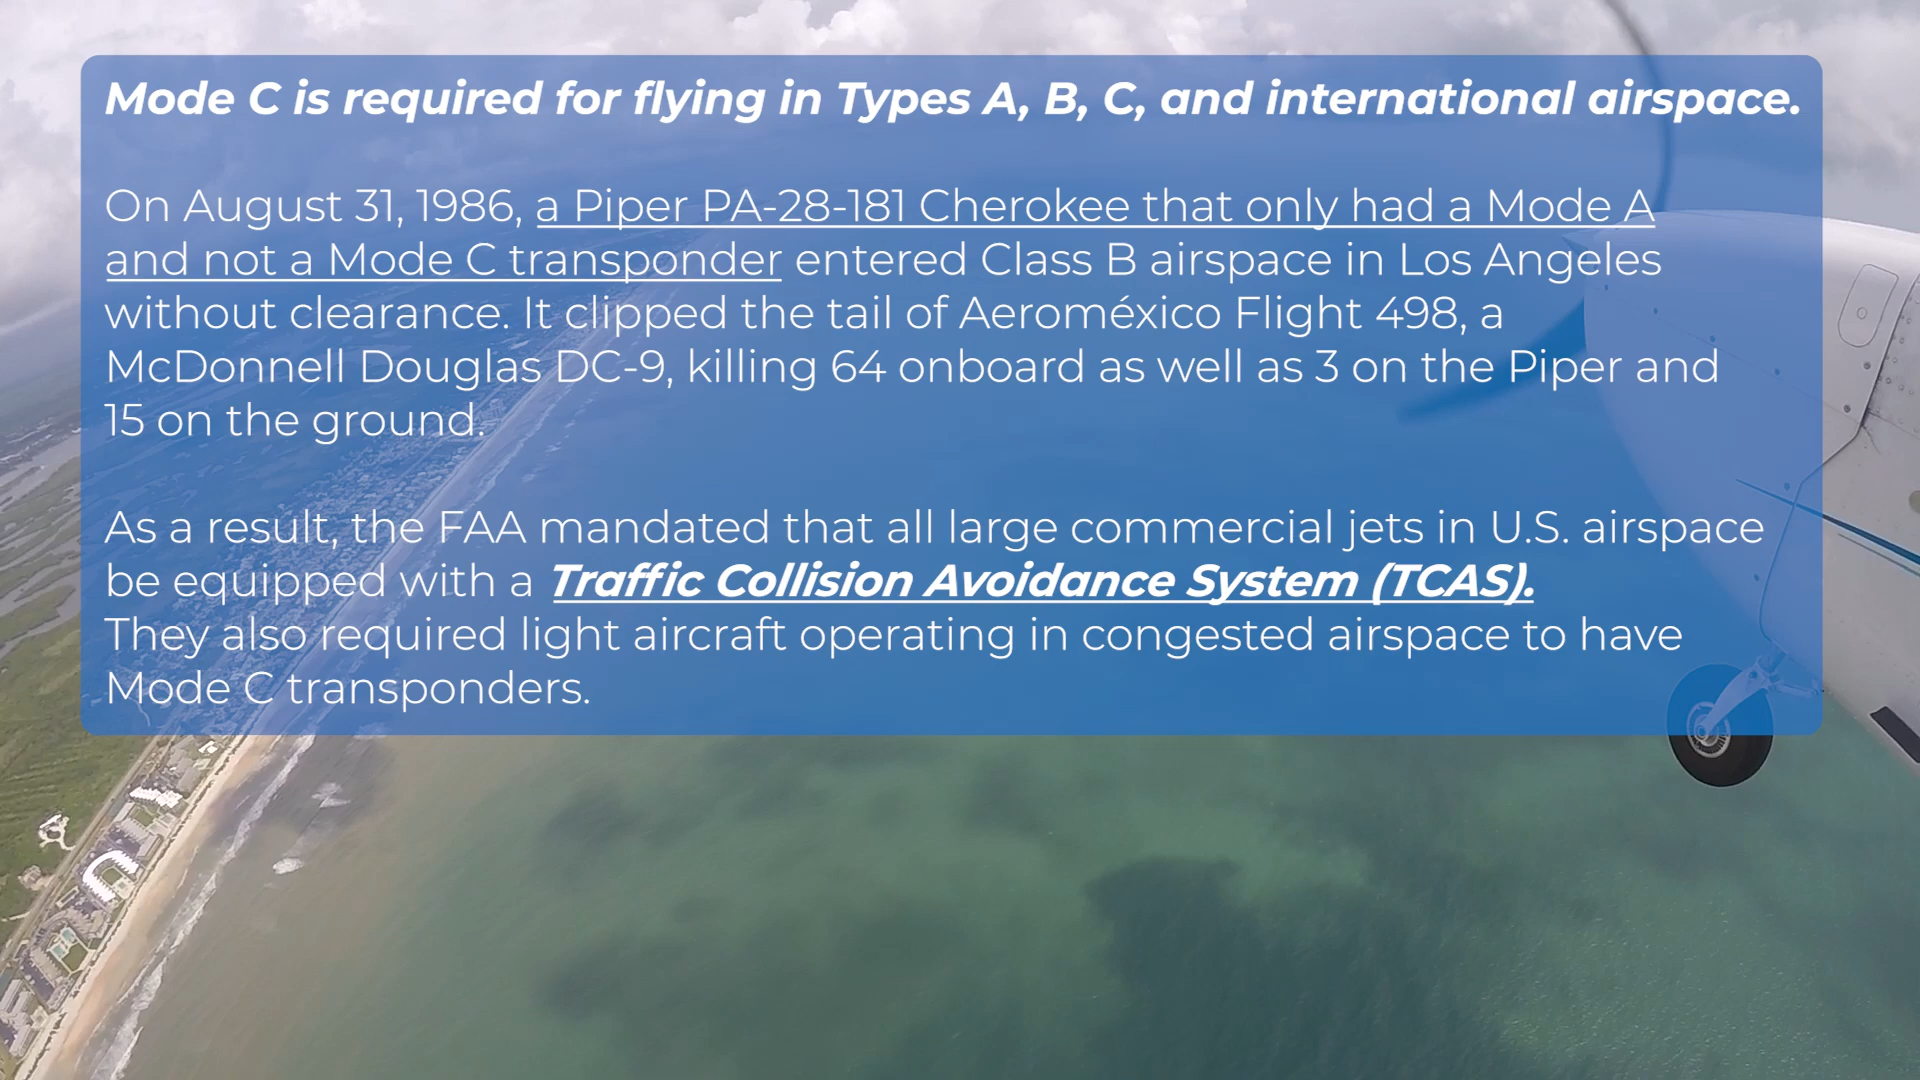 Mode C is required for flying in Types A, B, C, and international airspace.
On August 31, 1986, a Piper PA-28-181 Cherokee that only had a Mode A
and not a Mode C transponder entered Class B airspace in Los Angeles
without clearance. It clipped the tail of Aeroméxico Flight 498, a
McDonnell Douglas DC-9, killing 64 onboard as well as 3 on the Piper and
15 on the ground.
As a result, the FAA mandated that all large commercial jets in U.S. airspace
be equipped with a Traffic Collision Avoidance System (TCAS).
They also required light aircraft operating in congested airspace to have
Mode C transponders.